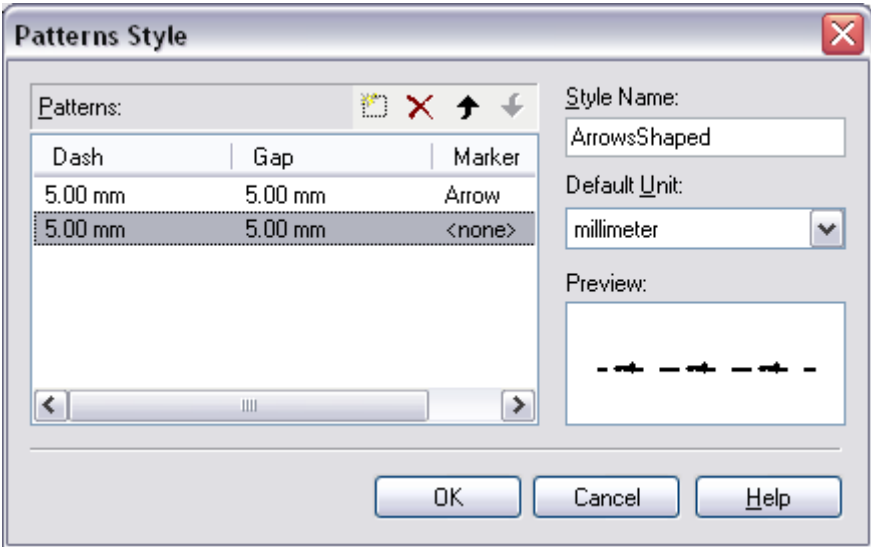 Patterns Style
Patterns:
Dash Gap Marker
5.00 mm 5.00 mm Arrow
5.00 mm 5.00 mm <none>
Style Name:
ArrowsShaped
Default Unit:
millimeter
Preview:
OK Cancel Help